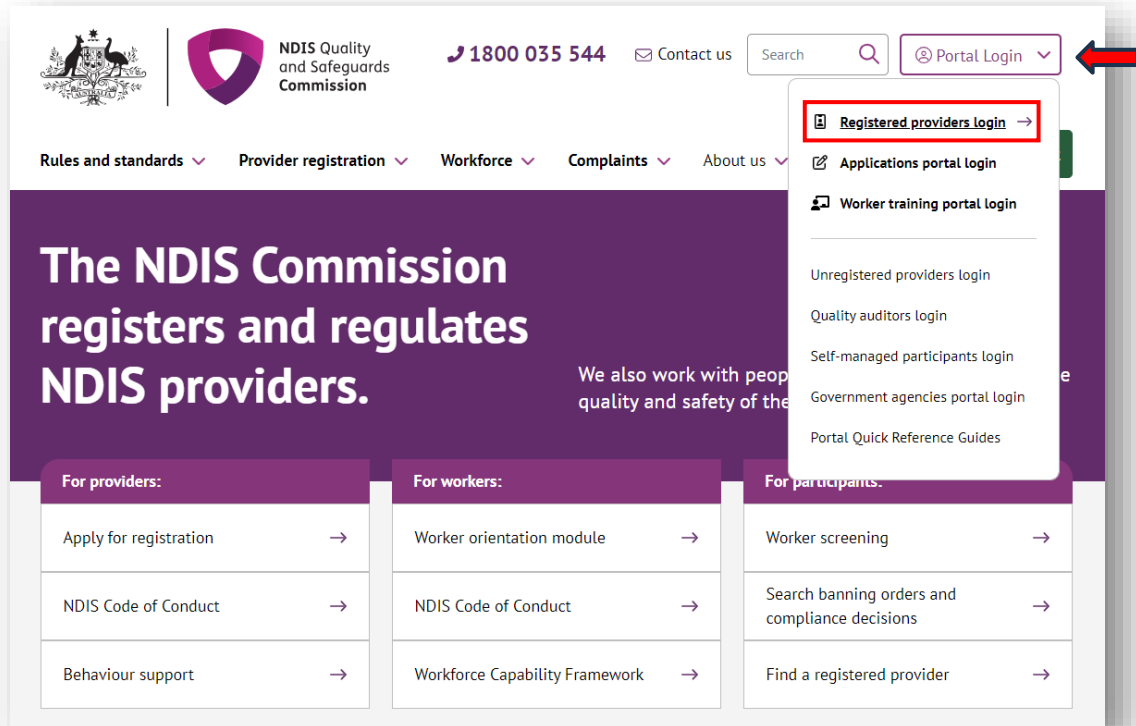 AUSTRALIA
NDIS Quality
and Safeguards
Commission
1800 035 544
Contact us
Search
Portal Login
Registered providers login
Applications portal login
Worker training portal login
Unregistered providers login
Quality auditors login
Self-managed participants login
Government agencies portal login
Portal Quick Reference Guides
Rules and standards
Provider registration
Workforce
Complaints
About us
The NDIS Commission
registers and regulates
NDIS providers.
We also work with peop
e
quality and safety of the
For providers:
Apply for registration
NDIS Code of Conduct
Behaviour support
For workers:
Worker orientation module
NDIS Code of Conduct
Workforce Capability Framework
For participants:
Worker screening
Search banning orders and
compliance decisions
Find a registered provider